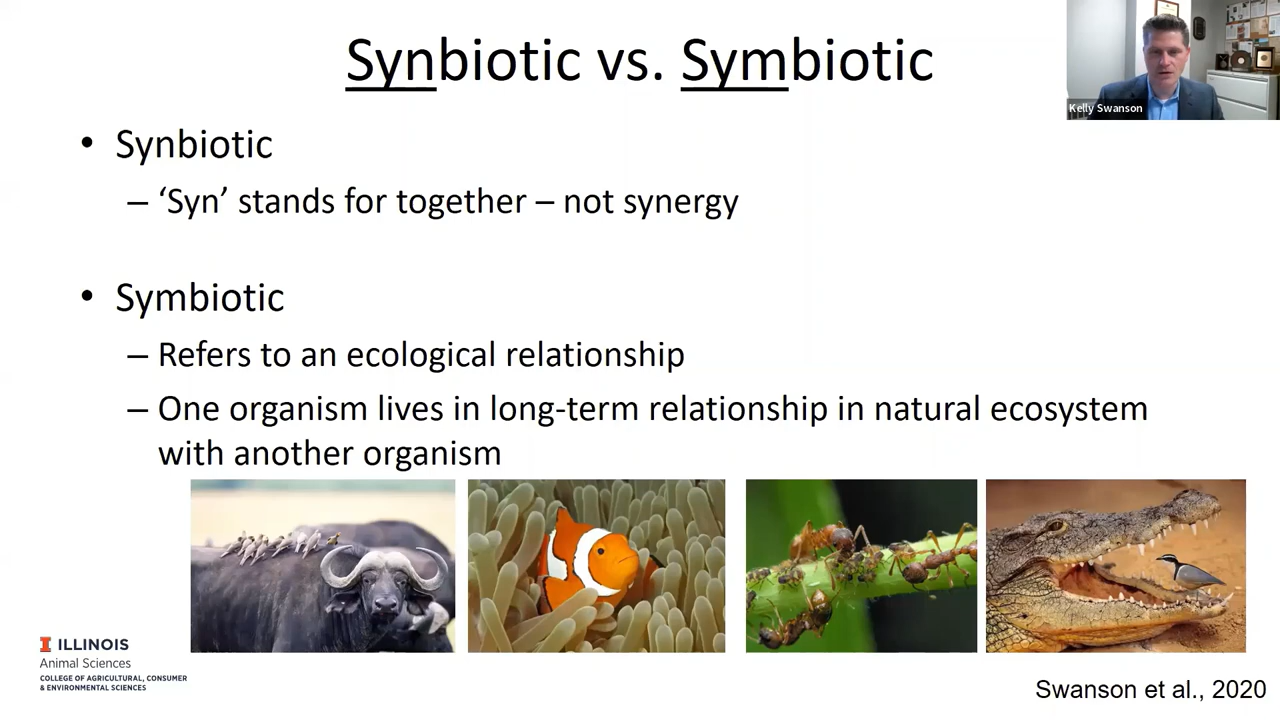 Synbiotic vs. Symbiotic
Kelly Swanson
• Synbiotic
– ‘Syn’ stands for together – not synergy
• Symbiotic
– Refers to an ecological relationship
– One organism lives in long-term relationship in natural ecosystem
with another organism
I ILLINOIS
Animal Sciences
COLLEGE OF AGRICULTURAL, CONSUMER
& ENVIRONMENTAL SCIENCES
Swanson et al., 2020